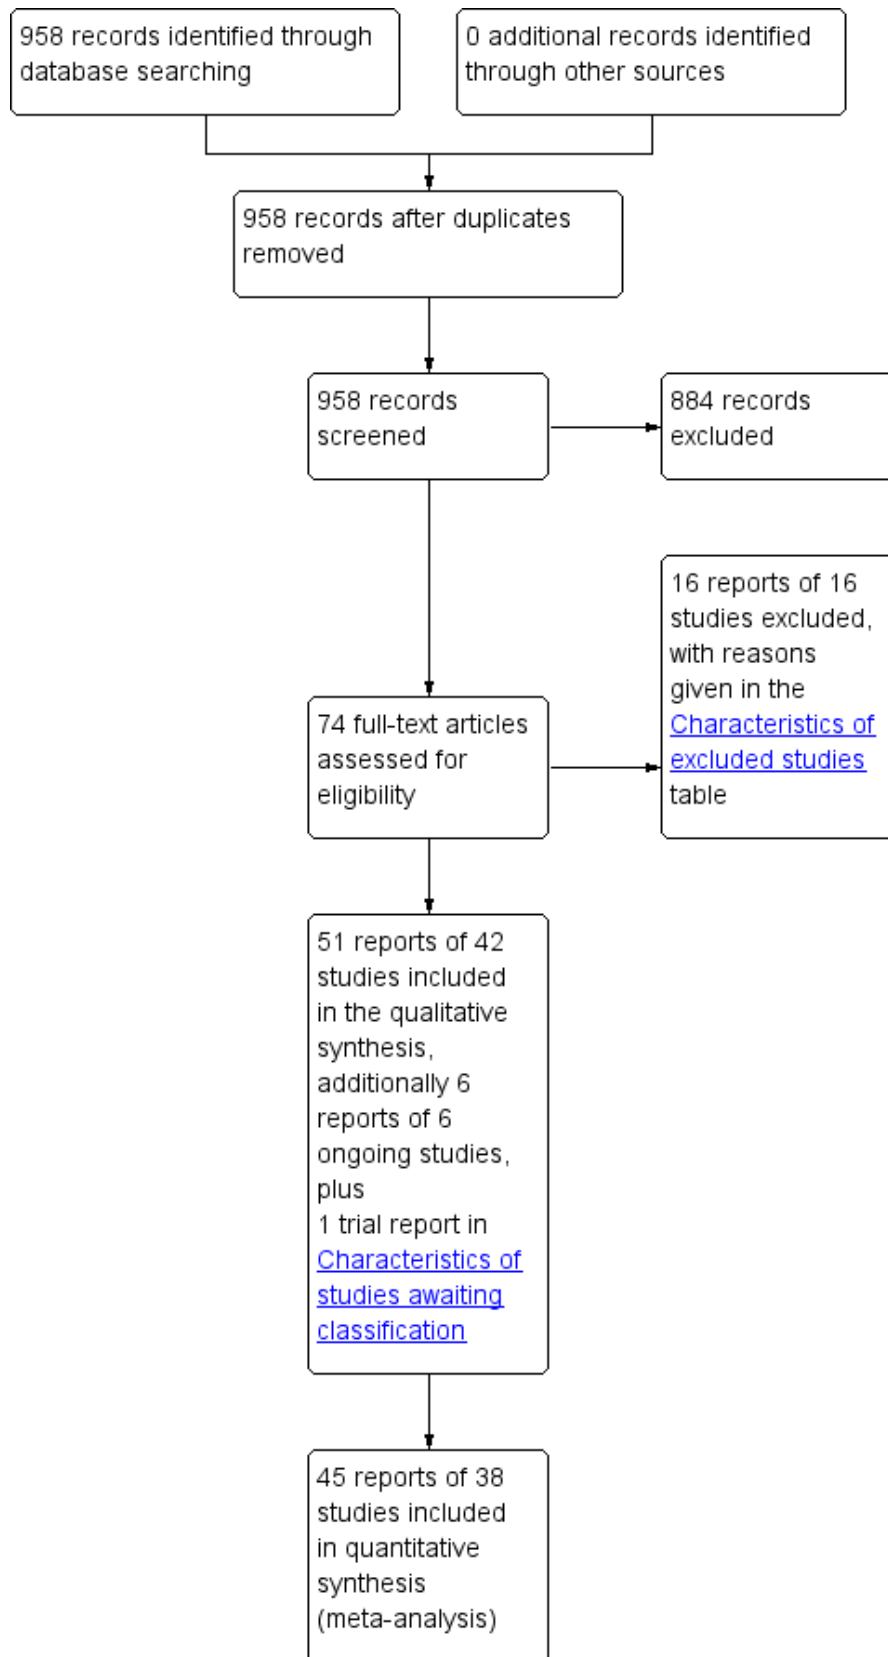 958 records identified through
database searching
0 additional records identified
through other sources
958 records after duplicates
removed
958 records
screened
884 records
excluded
74 full-text articles
assessed for
eligibility
16 reports of 16
studies excluded,
with reasons
given in the
Characteristics of
excluded studies
table
51 reports of 42
studies included
in the qualitative
synthesis,
additionally 6
reports of 6
ongoing studies,
plus
1 trial report in
Characteristics of
studies awaiting
classification
45 reports of 38
studies included
in quantitative
synthesis
(meta-analysis)